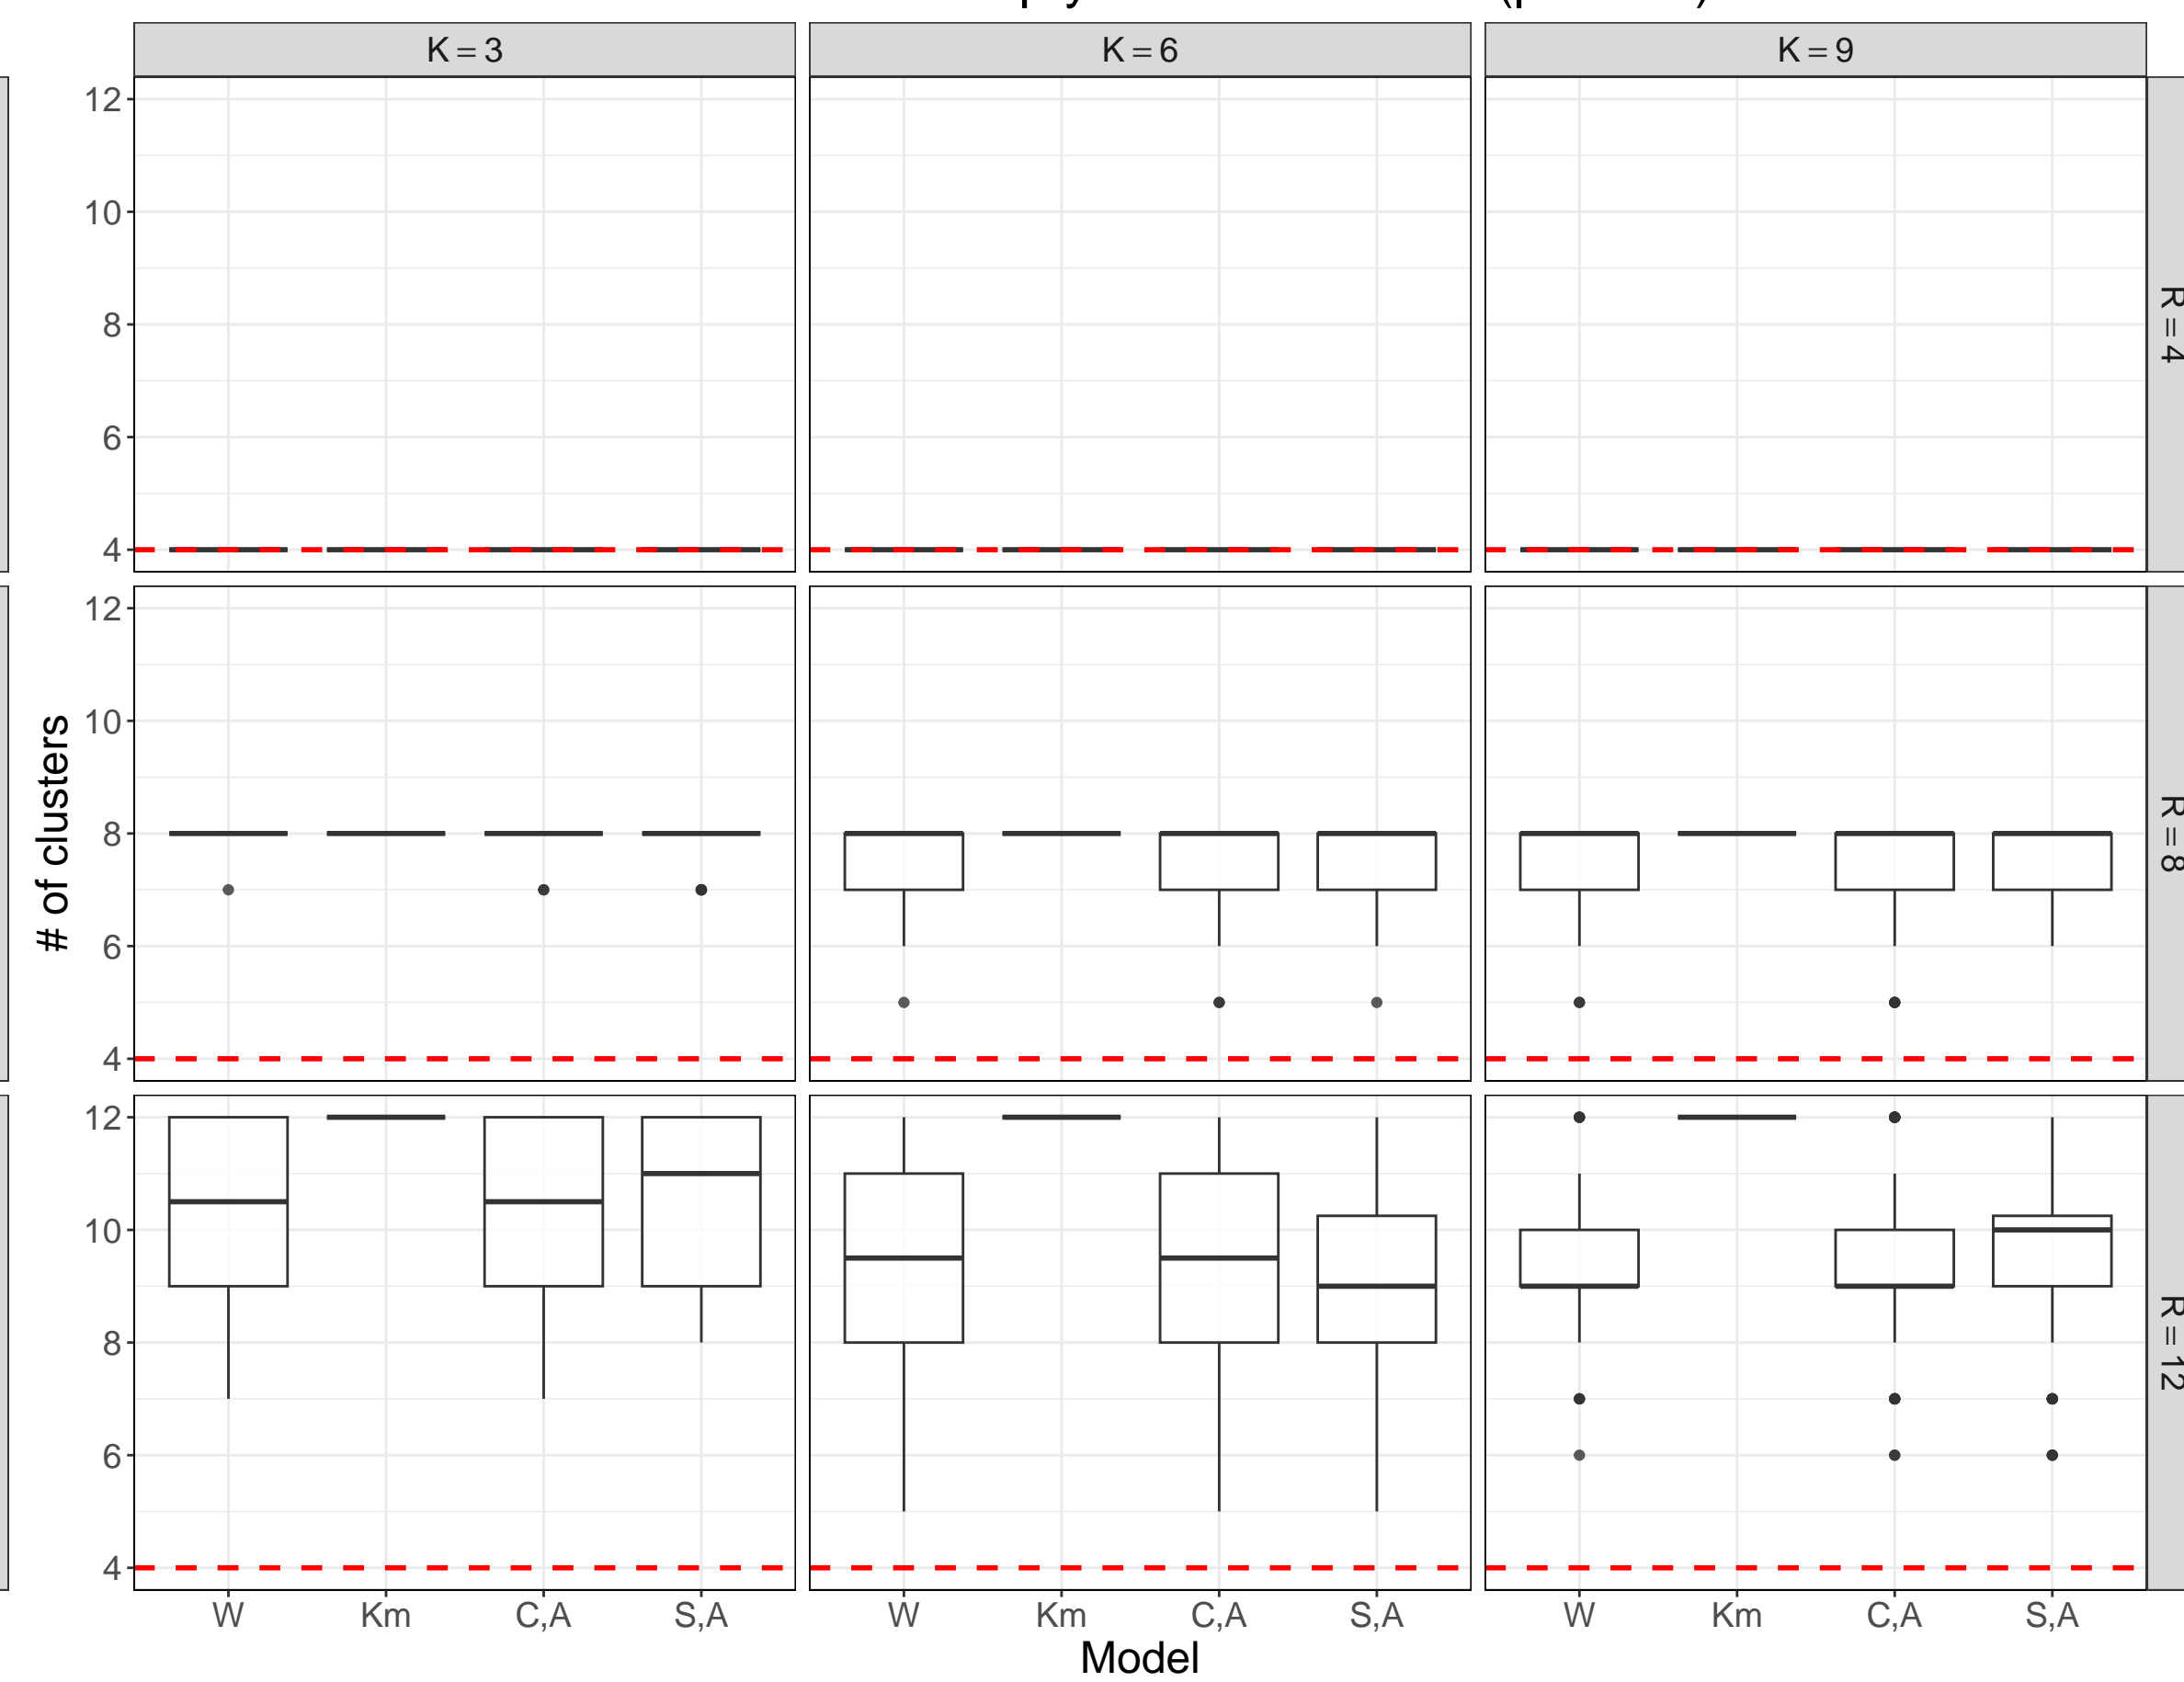 K = 3
K = 6
K = 9
12
10
8
6
4
R = 4
12
10
8
6
4
R = 8
# of clusters
12
10
8
6
4
R = 12
W Km C,A S,A
W Km C,A S,A
W Km C,A S,A
Model